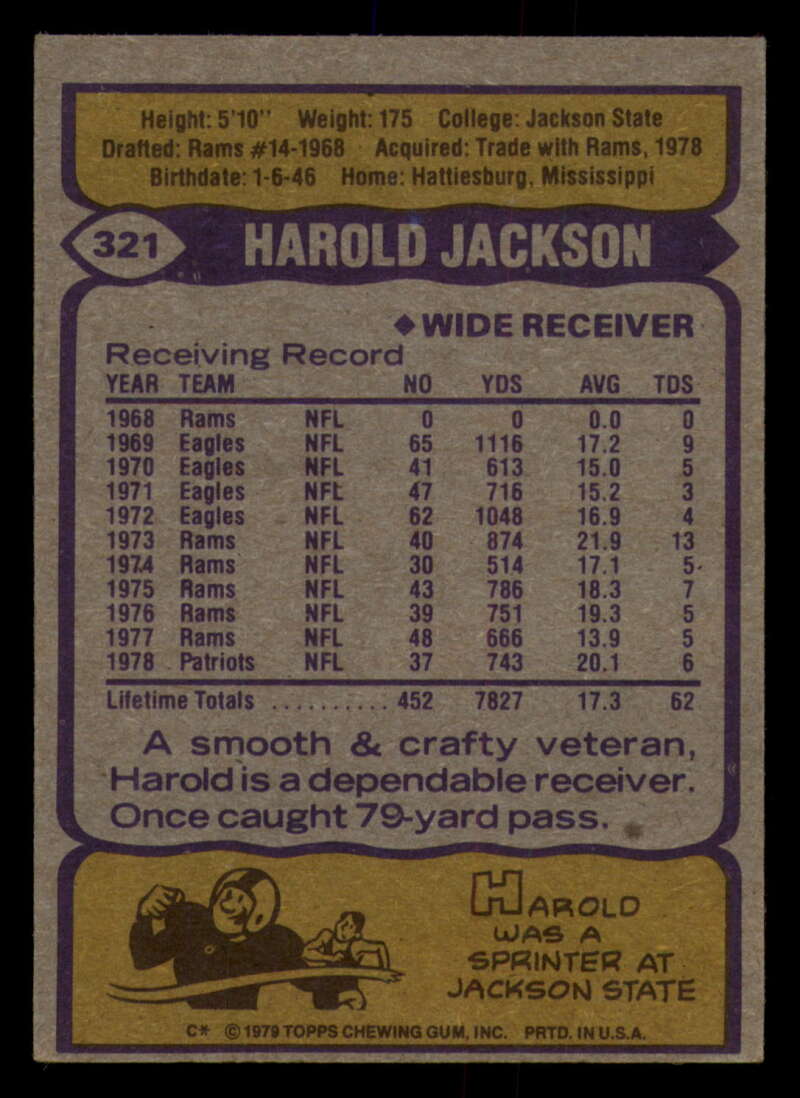 Height: 5'10" Weight: 175 College: Jackson State
Drafted: Rams #14-1968 Acquired: Trade with Rams, 1978
Birthdate: 1-6-46 Home: Hattiesburg, Mississippi
321 HAROLD JACKSON
◆ WIDE RECEIVER
Receiving Record
YEAR TEAM NO YDS AVG TDS
1968 Rams NFL 0 0 0.0 0
1969 Eagles NFL 65 1116 17.2 9
1970 Eagles NFL 41 613 15.0 5
1971 Eagles NFL 47 716 15.2 3
1972 Eagles NFL 62 1048 16.9 4
1973 Rams NFL 40 874 21.9 13
1974 Rams NFL 30 514 17.1 5
1975 Rams NFL 43 786 18.3 7
1976 Rams NFL 39 751 19.3 5
1977 Rams NFL 48 666 13.9 5
1978 Patriots NFL 37 743 20.1 6
Lifetime Totals .......... 452 7827 17.3 62
A smooth & crafty veteran,
Harold is a dependable receiver.
Once caught 79-yard pass.
HAROLD
WAS A
SPRINTER AT
JACKSON STATE
C* © 1979 TOPPS CHEWING GUM, INC. PRTD. IN U.S.A.